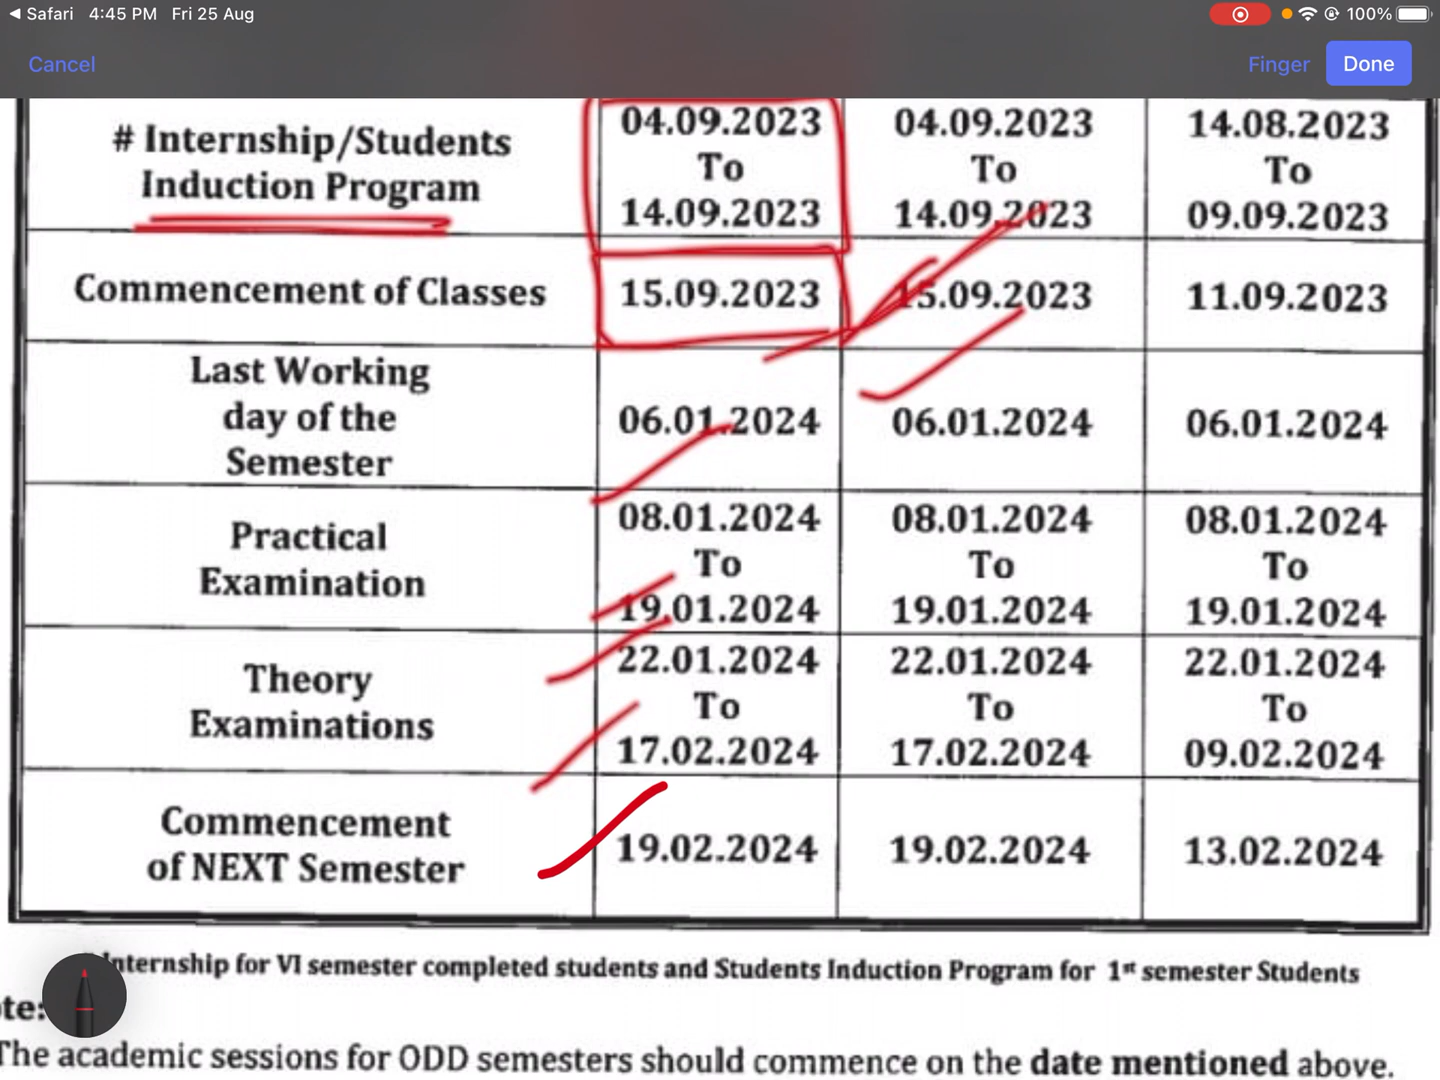 Safari 4:45 PM Fri 25 Aug 100%
Cancel Finger Done
# Internship/Students Induction Program
04.09.2023 To 14.09.2023
04.09.2023 To 14.09.2023
14.08.2023 To 09.09.2023
Commencement of Classes 15.09.2023 15.09.2023 11.09.2023
Last Working day of the Semester 06.01.2024 06.01.2024 06.01.2024
Practical Examination
08.01.2024 To 19.01.2024
08.01.2024 To 19.01.2024
08.01.2024 To 19.01.2024
Theory Examinations
22.01.2024 To 17.02.2024
22.01.2024 To 17.02.2024
22.01.2024 To 09.02.2024
Commencement of NEXT Semester 19.02.2024 19.02.2024 13.02.2024
Internship for VI semester completed students and Students Induction Program for 1st semester Students
te:
The academic sessions for ODD semesters should commence on the date mentioned above.